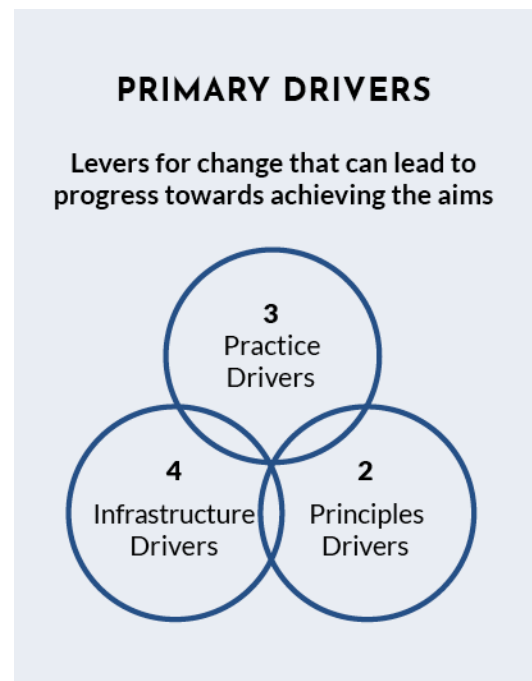 PRIMARY DRIVERS
Levers for change that can lead to
progress towards achieving the aims
3
Practice
Drivers
4
Infrastructure
Drivers
2
Principles
Drivers